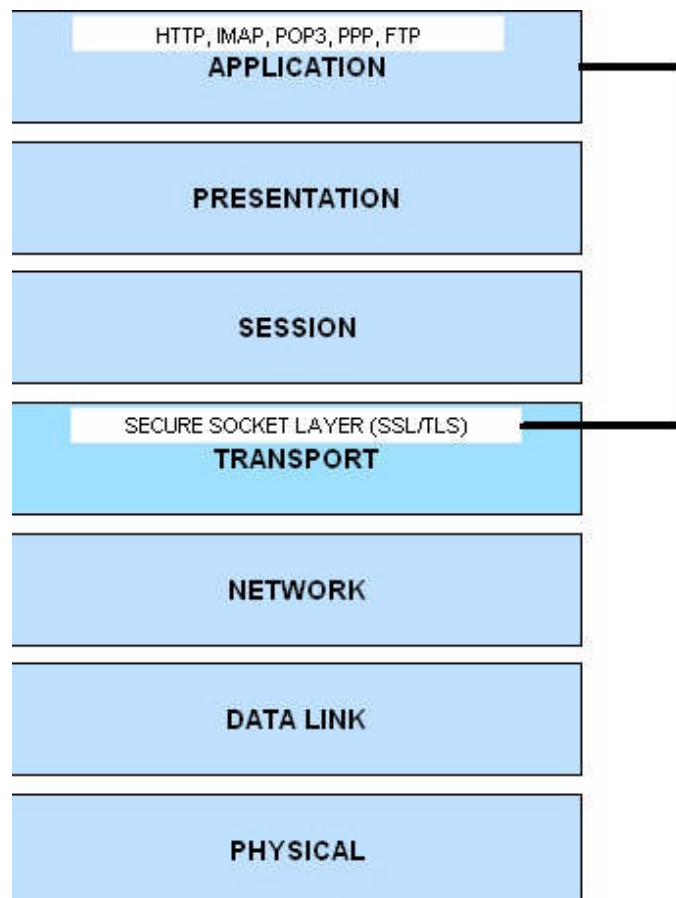 HTTP, IMAP, POP3, PPP, FTP
APPLICATION
PRESENTATION
SESSION
SECURE SOCKET LAYER (SSL/TLS)
TRANSPORT
NETWORK
DATA LINK
PHYSICAL